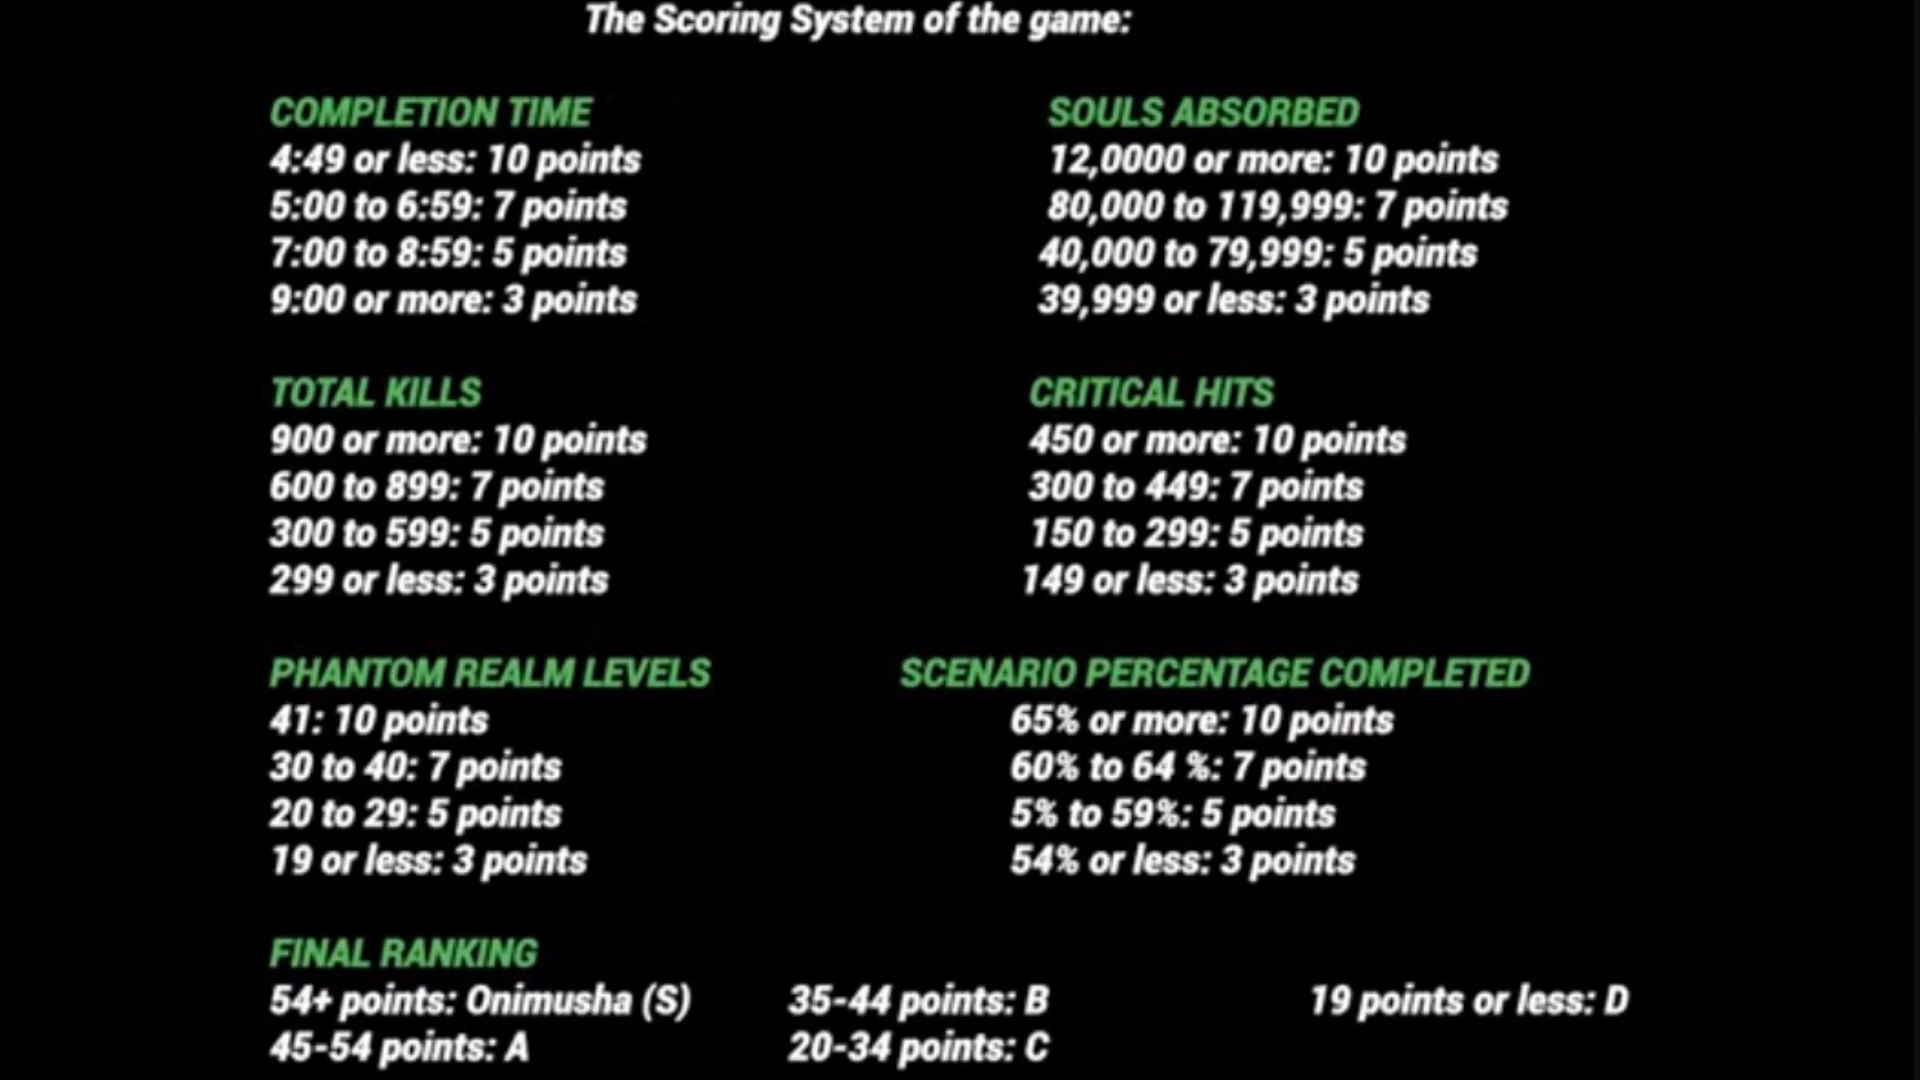 The Scoring System of the game:
COMPLETION TIME
4:49 or less: 10 points
5:00 to 6:59: 7 points
7:00 to 8:59: 5 points
9:00 or more: 3 points
SOULS ABSORBED
12,0000 or more: 10 points
80,000 to 119,999: 7 points
40,000 to 79,999: 5 points
39,999 or less: 3 points
TOTAL KILLS
900 or more: 10 points
600 to 899: 7 points
300 to 599: 5 points
299 or less: 3 points
CRITICAL HITS
450 or more: 10 points
300 to 449: 7 points
150 to 299: 5 points
149 or less: 3 points
PHANTOM REALM LEVELS
41: 10 points
30 to 40: 7 points
20 to 29: 5 points
19 or less: 3 points
SCENARIO PERCENTAGE COMPLETED
65% or more: 10 points
60% to 64 %: 7 points
5% to 59%: 5 points
54% or less: 3 points
FINAL RANKING
54+ points: Onimusha (S)
45-54 points: A
35-44 points: B
20-34 points: C
19 points or less: D